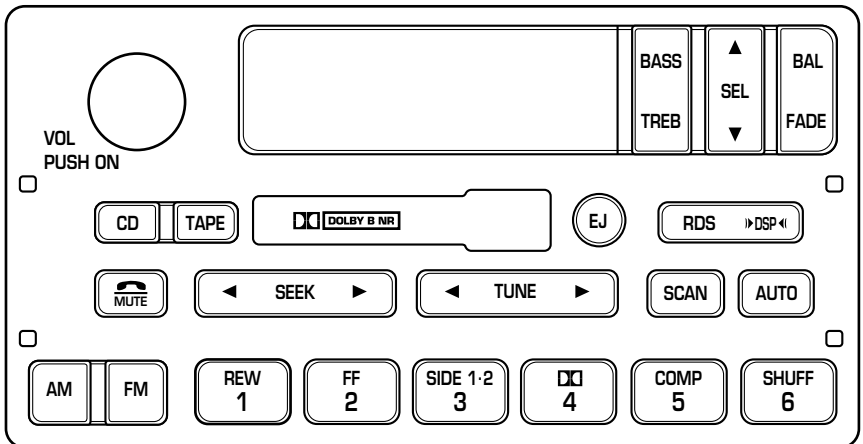 BASS
TREB
SEL
BAL
FADE
VOL
PUSH ON
CD
TAPE
DOLBY B NR
EJ
RDS
DSP
MUTE
SEEK
TUNE
SCAN
AUTO
AM
FM
REW
1
FF
2
SIDE 1·2
3
4
COMP
5
SHUFF
6